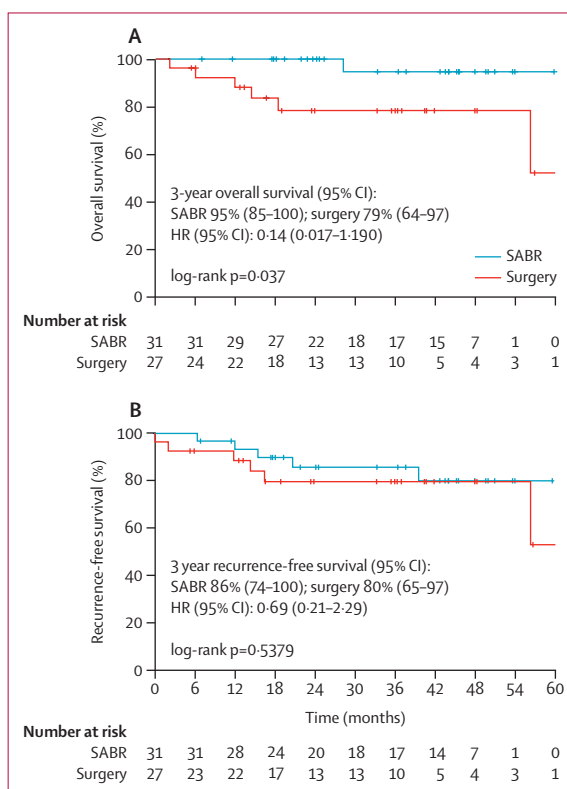 A
100
80
60
40
20
0
Overall survival (%)
3-year overall survival (95% CI):
SABR 95% (85–100); surgery 79% (64–97)
HR (95% CI): 0·14 (0·017–1·190)
log-rank p=0·037
SABR
Surgery
Number at risk
SABR 31 31 29 27 22 18 17 15 7 1 0
Surgery 27 24 22 18 13 13 10 5 4 3 1
B
100
80
60
40
20
0
Recurrence-free survival (%)
3 year recurrence-free survival (95% CI):
SABR 86% (74–100); surgery 80% (65–97)
HR (95% CI): 0·69 (0·21–2·29)
log-rank p=0·5379
0 6 12 18 24 30 36 42 48 54 60
Time (months)
Number at risk
SABR 31 31 28 24 20 18 17 14 7 1 0
Surgery 27 23 22 17 13 13 10 5 4 3 1